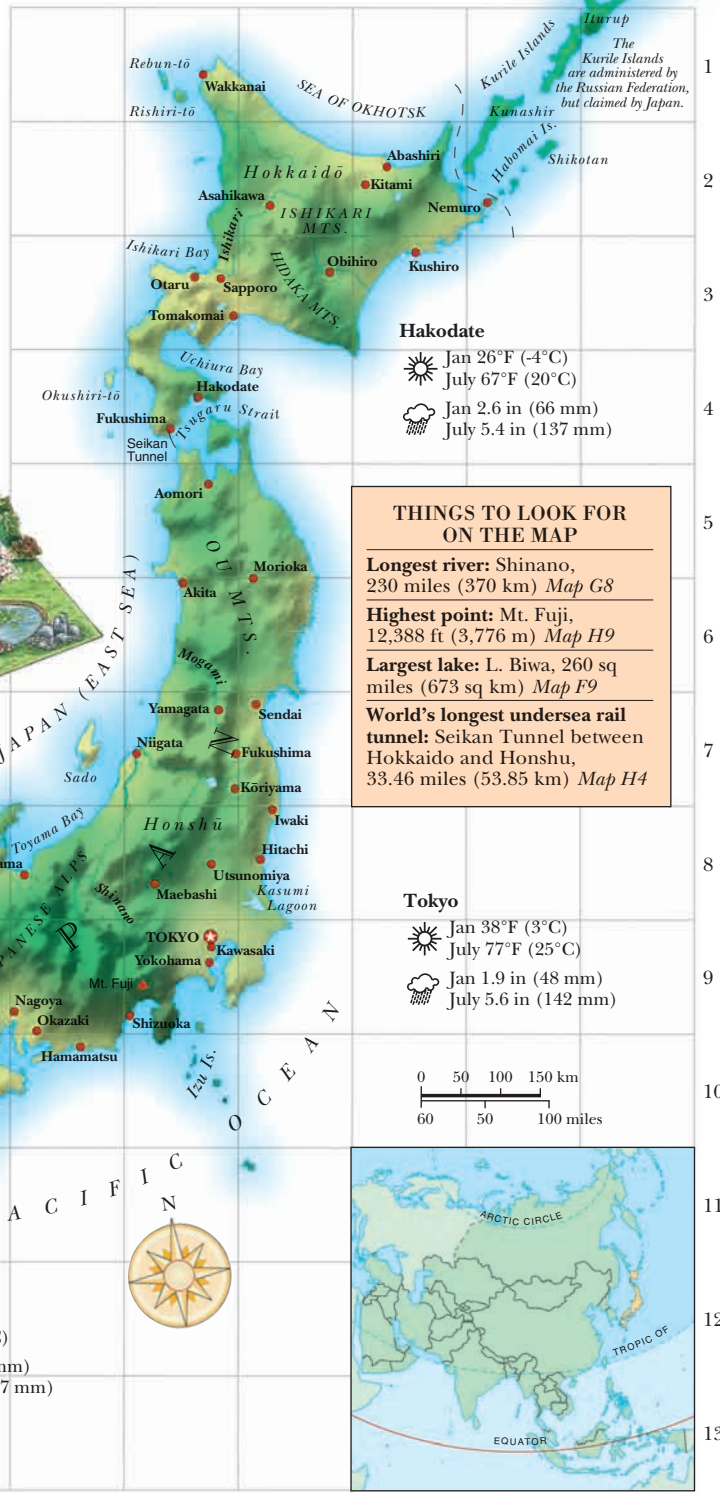 Iturup
1
Rebun-tō
Wakkanai
SEA OF OKHOTSK
Kurile Islands
The
Kurile Islands
are administered by
the Russian Federation,
but claimed by Japan.
Rishiri-tō
Kunashir
Habomai Is.
Shikotan
Abashiri
2
Hokkaidō
Kitami
Asahikawa
ISHIKARI
MTS.
Nemuro
Ishikari
Ishikari Bay
HIDAKA MTS.
Obihiro
Kushiro
Otaru
Sapporo
3
Tomakomai
Hakodate
Jan 26°F (-4°C)
July 67°F (20°C)
Jan 2.6 in (66 mm)
July 5.4 in (137 mm)
Uchiura Bay
Okushiri-tō
Hakodate
4
Fukushima
Tsugaru Strait
Seikan
Tunnel
Aomori
5
THINGS TO LOOK FOR
ON THE MAP
Longest river: Shinano,
230 miles (370 km) Map G8
Highest point: Mt. Fuji,
12,388 ft (3,776 m) Map H9
Largest lake: L. Biwa, 260 sq
miles (673 sq km) Map F9
World's longest undersea rail
tunnel: Seikan Tunnel between
Hokkaido and Honshu,
33.46 miles (53.85 km) Map H4
OU MTS.
Morioka
Akita
6
JAPAN (EAST SEA)
Mogami
Yamagata
Sendai
N
Niigata
Fukushima
7
Sado
Kōriyama
Iwaki
Toyama Bay
Honshū
A
Hitachi
ama
8
Utsunomiya
PANESE ALPS
Shinano
Maebashi
Kasumi
Lagoon
P
TOKYO
Kawasaki
Yokohama
9
Tokyo
Jan 38°F (3°C)
July 77°F (25°C)
Jan 1.9 in (48 mm)
July 5.6 in (142 mm)
Mt. Fuji
Nagoya
Okazaki
Shizuoka
Hamamatsu
Izu Is.
0 50 100 150 km
60 50 100 miles
10
ACIFIC OCEAN
N
11
ARCTIC CIRCLE
12
TROPIC OF
EQUATOR
13
)
mm)
7 mm)